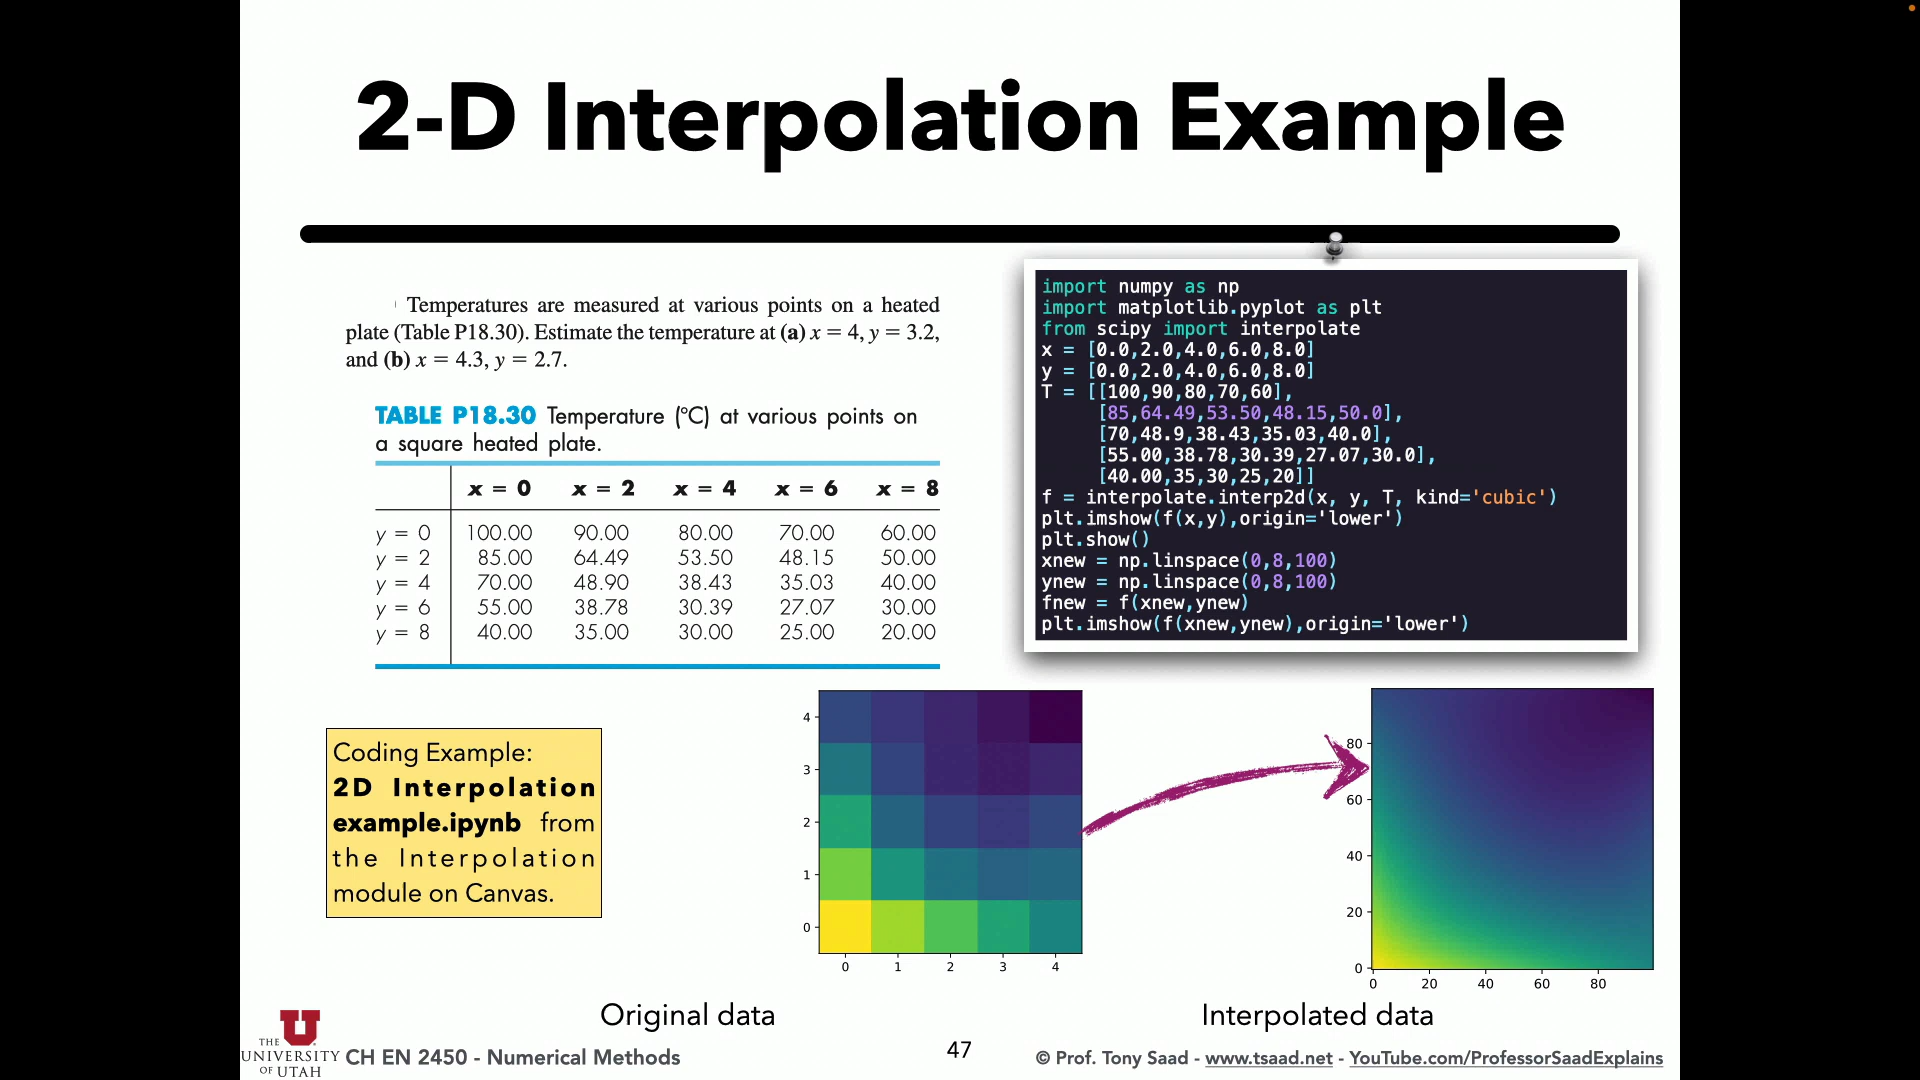 2-D Interpolation Example
Temperatures are measured at various points on a heated
plate (Table P18.30). Estimate the temperature at (a) x = 4, y = 3.2,
and (b) x = 4.3, y = 2.7.
TABLE P18.30 Temperature (°C) at various points on
a square heated plate.
x = 0 x = 2 x = 4 x = 6 x = 8
y = 0 100.00 90.00 80.00 70.00 60.00
y = 2 85.00 64.49 53.50 48.15 50.00
y = 4 70.00 48.90 38.43 35.03 40.00
y = 6 55.00 38.78 30.39 27.07 30.00
y = 8 40.00 35.00 30.00 25.00 20.00
import numpy as np
import matplotlib.pyplot as plt
from scipy import interpolate
x = [0.0,2.0,4.0,6.0,8.0]
y = [0.0,2.0,4.0,6.0,8.0]
T = [[100,90,80,70,60],
[85,64.49,53.50,48.15,50.0],
[70,48.9,38.43,35.03,40.0],
[55.00,38.78,30.39,27.07,30.0],
[40.00,35,30,25,20]]
f = interpolate.interp2d(x, y, T, kind='cubic')
plt.imshow(f(x,y),origin='lower')
plt.show()
xnew = np.linspace(0,8,100)
ynew = np.linspace(0,8,100)
fnew = f(xnew,ynew)
plt.imshow(f(xnew,ynew),origin='lower')
Coding Example:
2D Interpolation
example.ipynb from
the Interpolation
module on Canvas.
4
3
2
1
0
0 1 2 3 4
80
60
40
20
0
0 20 40 60 80
Original data
Interpolated data
THE
UNIVERSITY
OF UTAH
CH EN 2450 - Numerical Methods
47
© Prof. Tony Saad - www.tsaad.net - YouTube.com/ProfessorSaadExplains